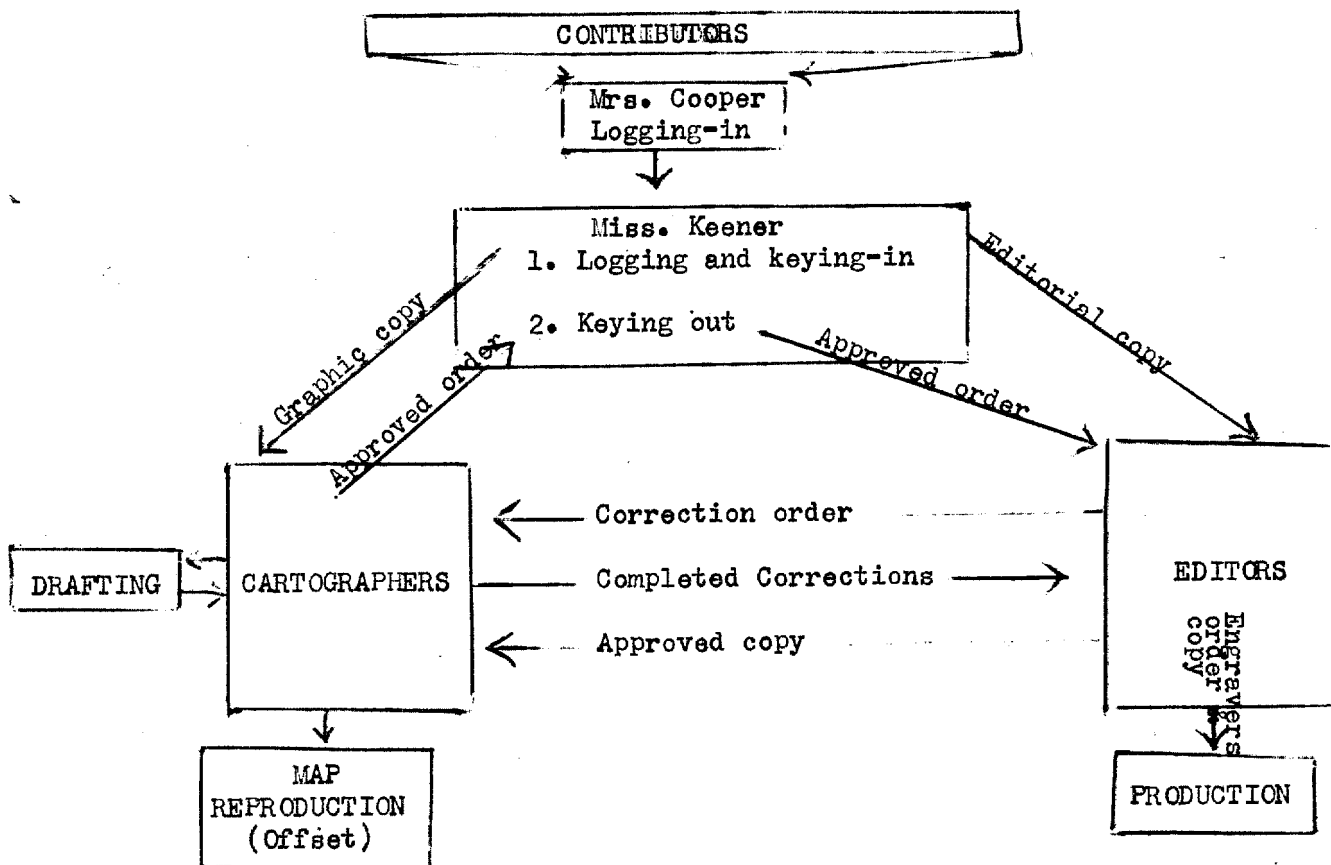 CONTRIBUTORS
Mrs. Cooper
Logging-in
Miss. Keener
1. Logging and keying-in
2. Keying out
Graphic copy
Approved order
Approved order
Editorial copy
Correction order
DRAFTING
CARTOGRAPHERS
Completed Corrections
EDITORS
Approved copy
Engravers
order
copy
MAP
REPRODUCTION
(Offset)
PRODUCTION